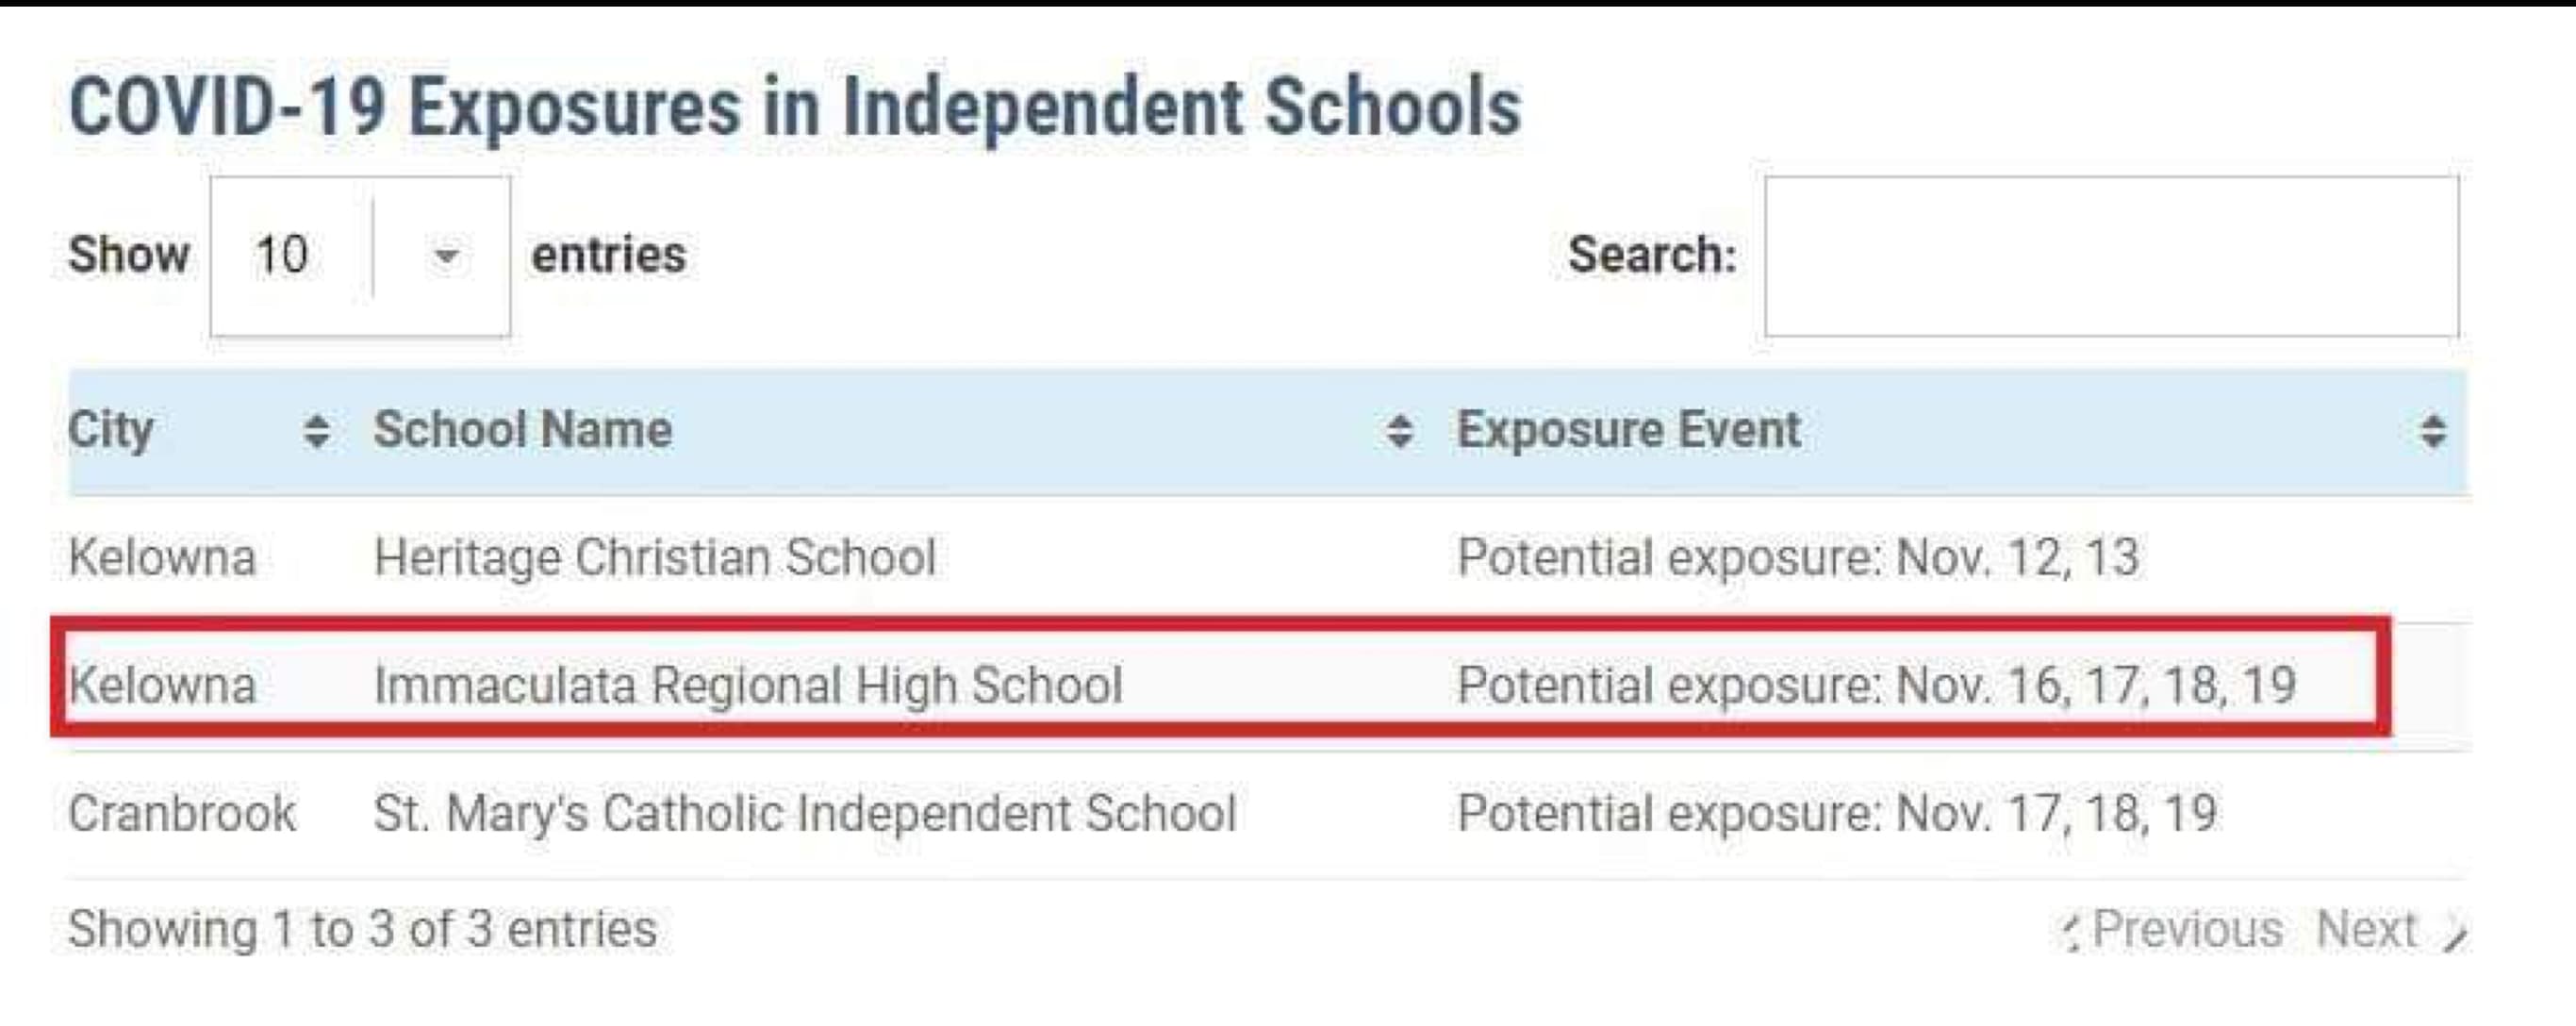 COVID-19 Exposures in Independent Schools
Show 10 entries Search:
City School Name Exposure Event
Kelowna Heritage Christian School Potential exposure: Nov. 12, 13
Kelowna Immaculata Regional High School Potential exposure: Nov. 16, 17, 18, 19
Cranbrook St. Mary's Catholic Independent School Potential exposure: Nov. 17, 18, 19
Showing 1 to 3 of 3 entries Previous Next